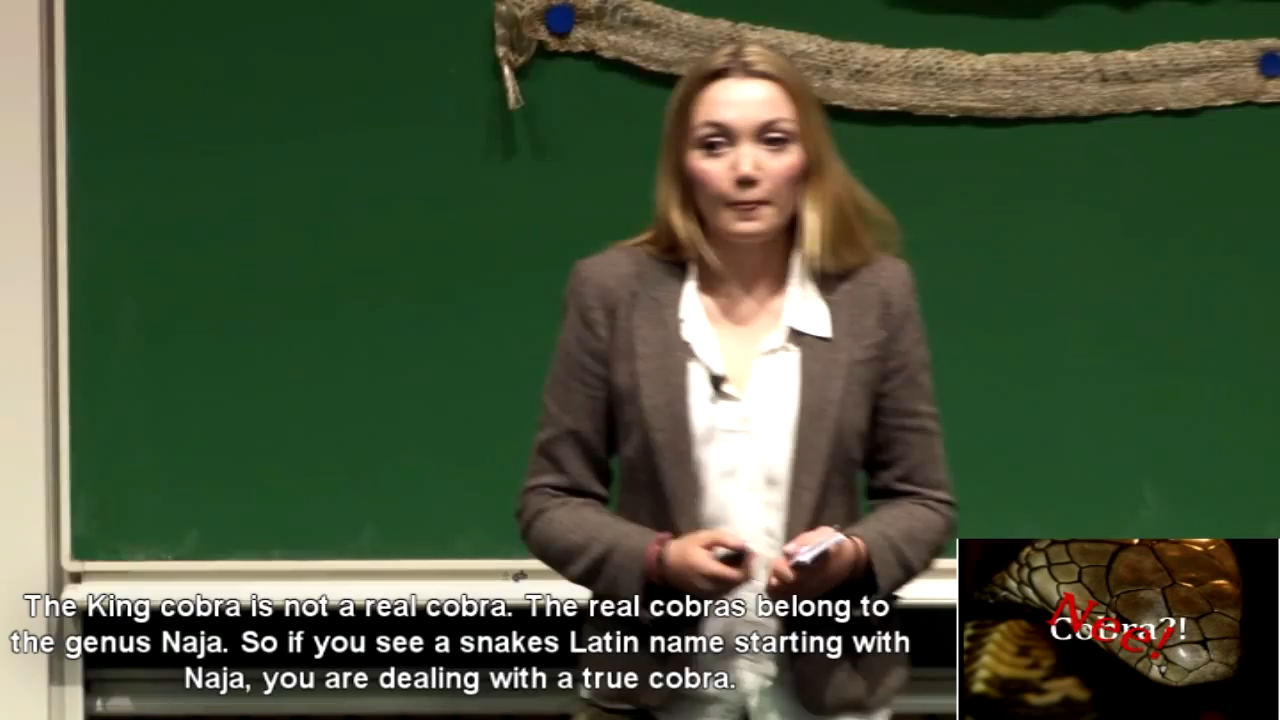 The King cobra is not a real cobra. The real cobras belong to
the genus Naja. So if you see a snakes Latin name starting with
Naja, you are dealing with a true cobra.
Cobra?!
Nee!